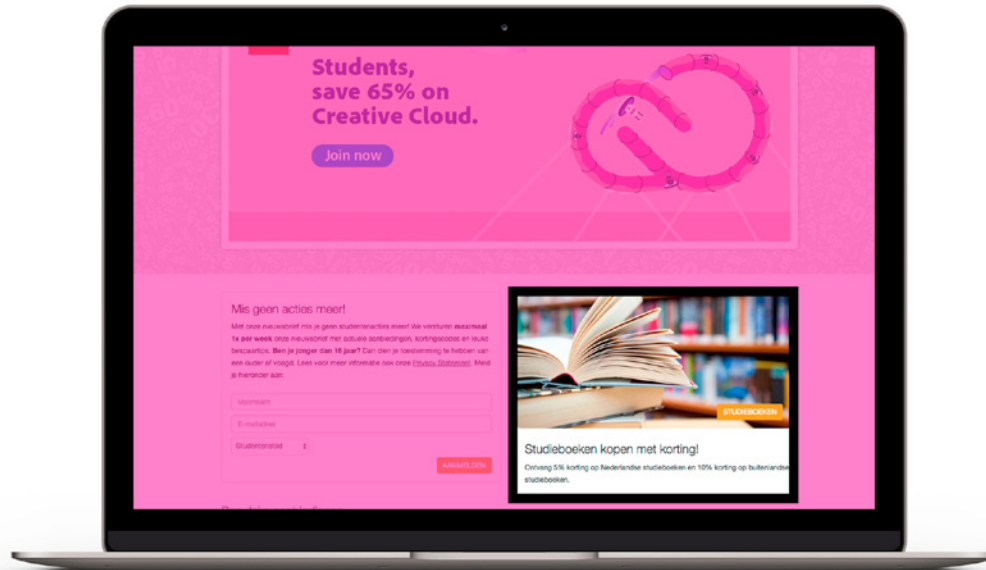 Students,
save 65% on
Creative Cloud.
Join now
Mis geen acties meer!
Met onze nieuwsbrief mis je geen studentenacties meer! We versturen maximaal
1x per week onze nieuwsbrief met actuele aanbiedingen, kortingscodes en leuke
bespaartips. Ben je jonger dan 16 jaar? Dan dien je toestemming te hebben van
een ouder of voogd. Lees voor meer informatie ook onze Privacy Statement. Meld
je hieronder aan:
Voornaam
E-mailadres
Studentenstad
AANMELDEN
STUDIEBOEKEN
Studieboeken kopen met korting!
Ontvang 5% korting op Nederlandse studieboeken en 10% korting op buitenlandse
studieboeken.